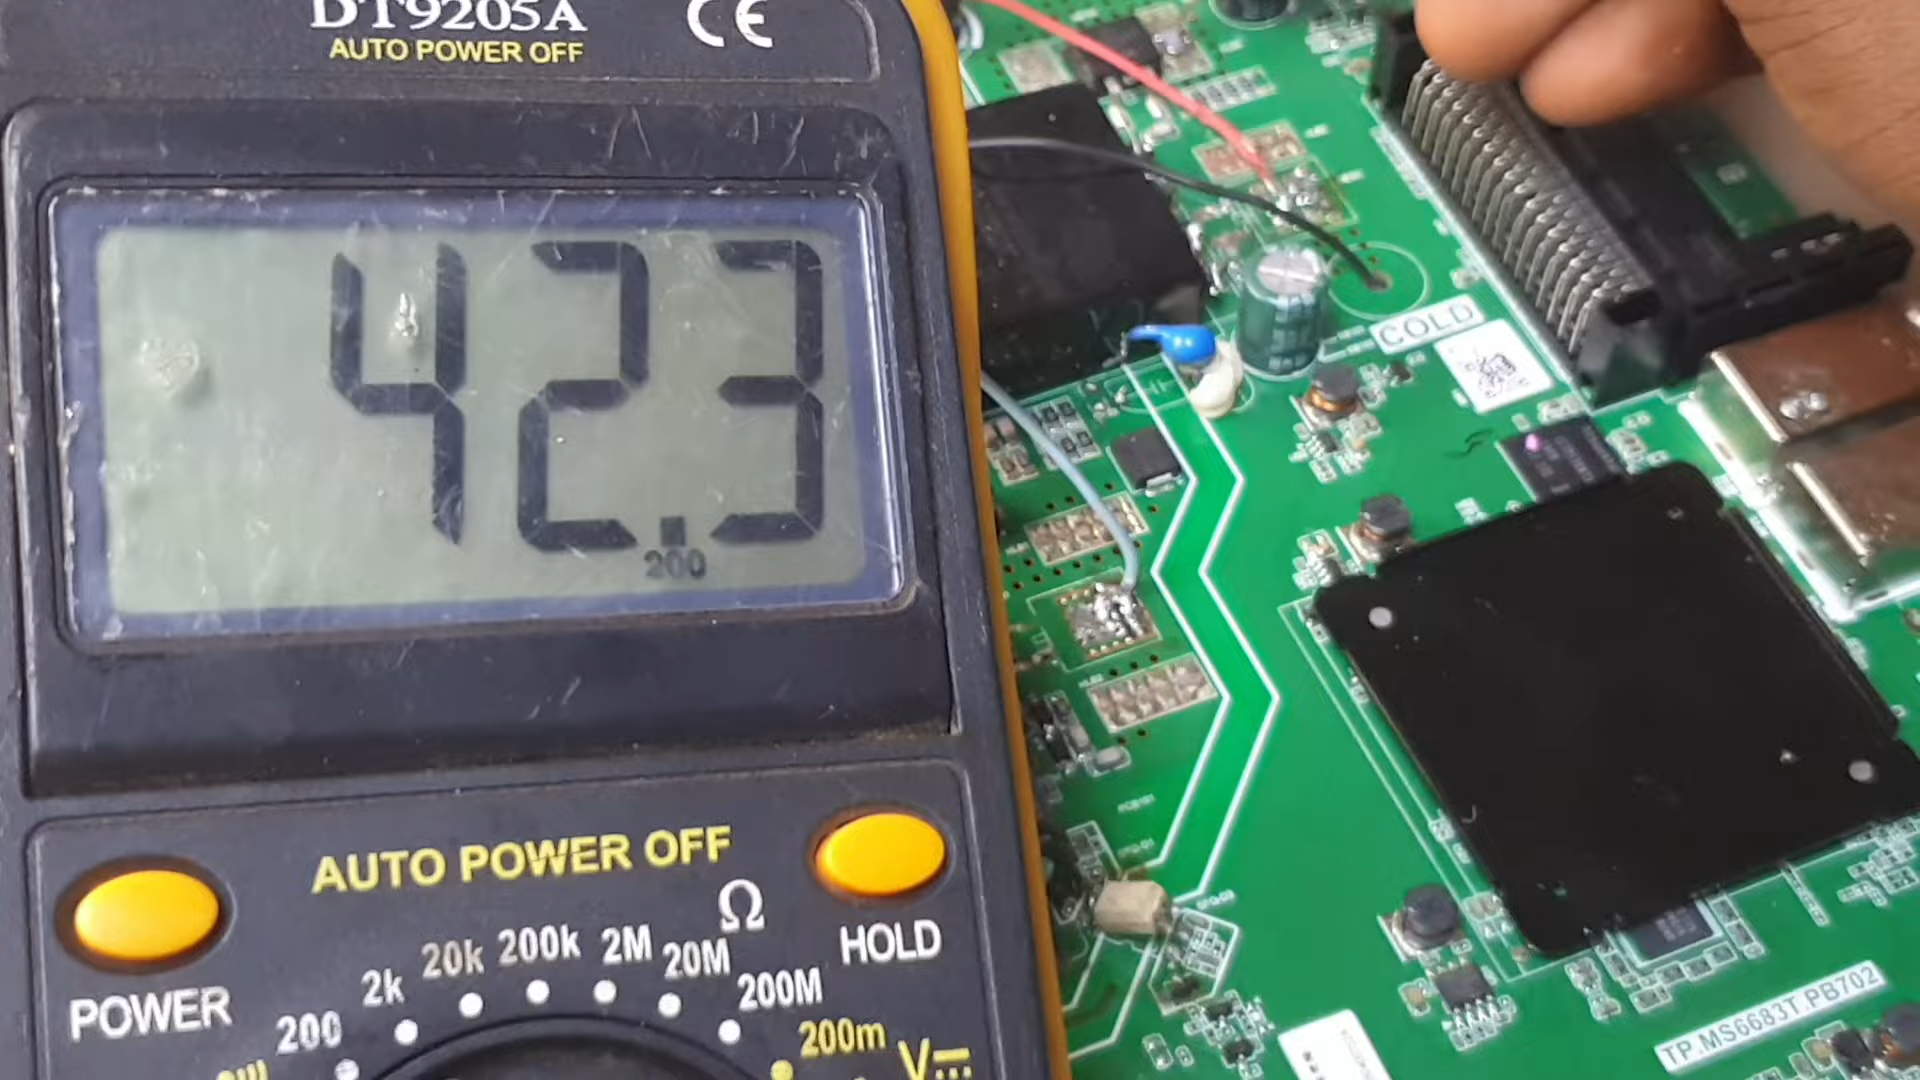 DT9205A
CE
AUTO POWER OFF
42.3
200
AUTO POWER OFF
Ω
HOLD
POWER
200
2k
20k
200k
2M
20M
200M
200m
V
COLD
TP.MS6683T.PB702